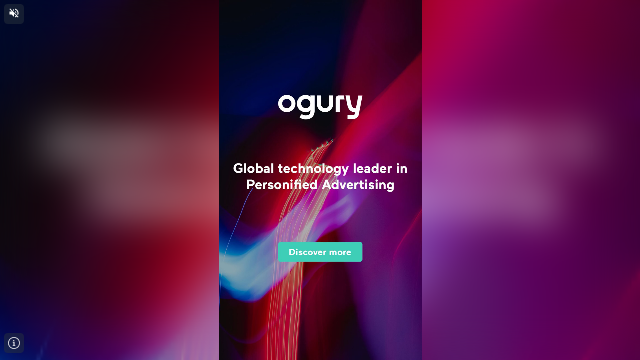 ogury
Global technology leader in
Personified Advertising
Discover more